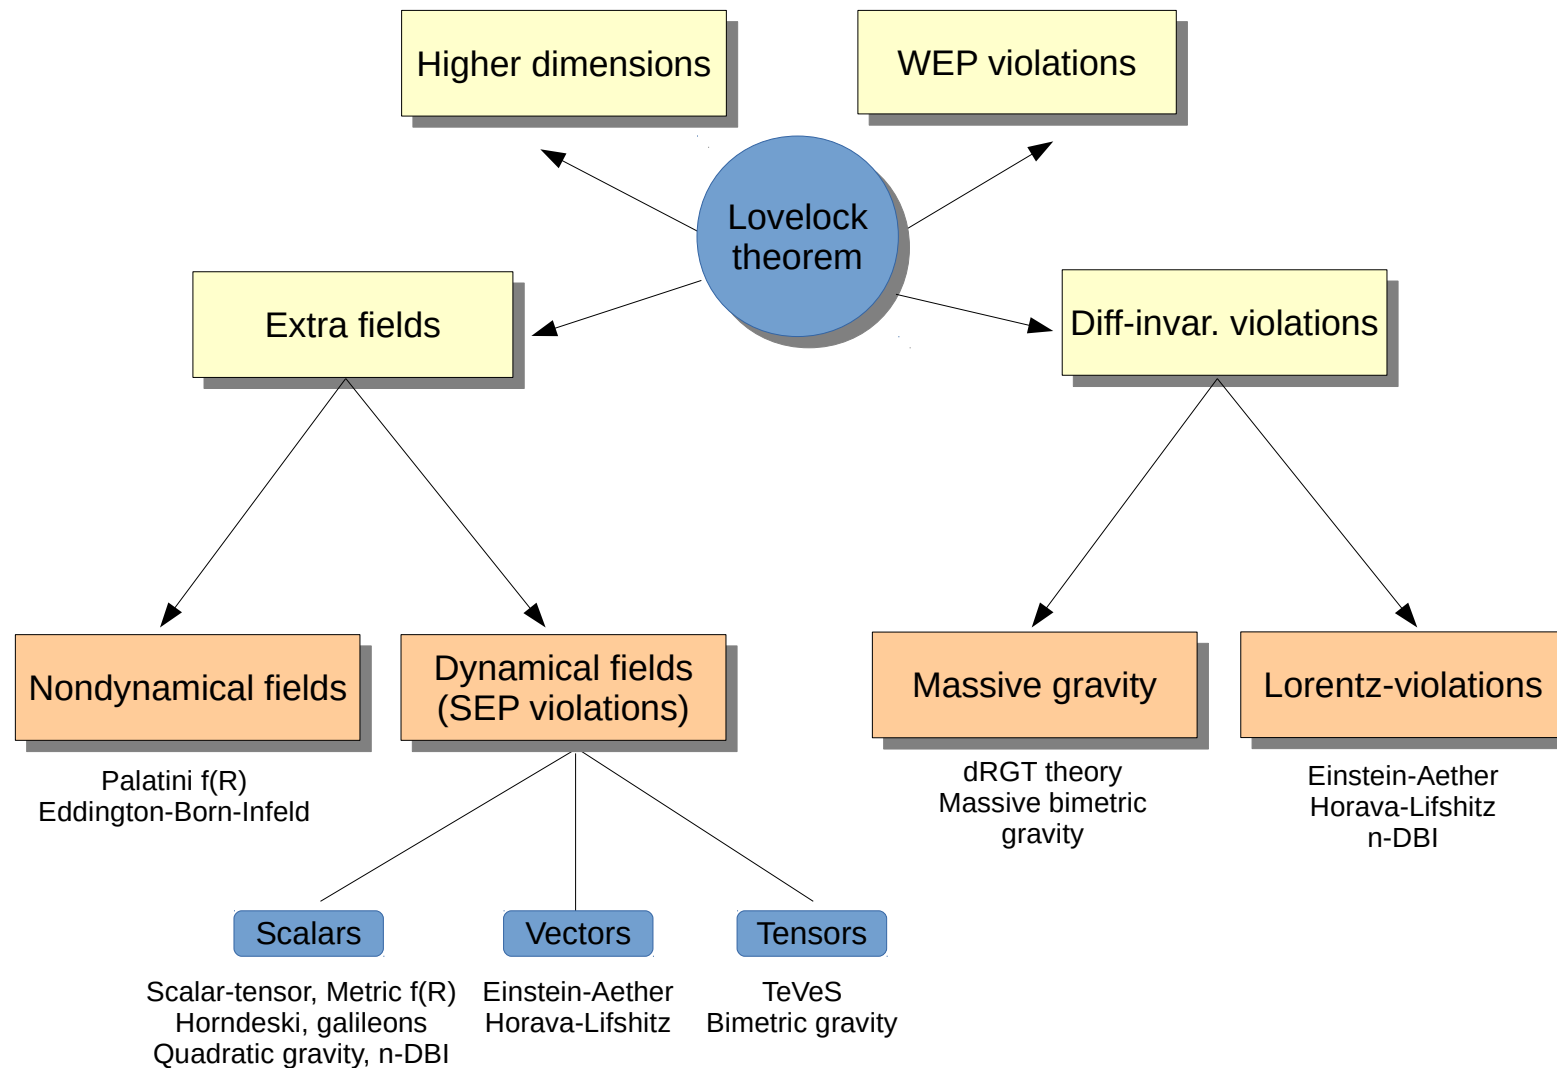 Higher dimensions
WEP violations
Lovelock
theorem
Extra fields
Diff-invar. violations
Nondynamical fields
Dynamical fields
(SEP violations)
Massive gravity
Lorentz-violations
Palatini f(R)
Eddington-Born-Infeld
dRGT theory
Massive bimetric
gravity
Einstein-Aether
Horava-Lifshitz
n-DBI
Scalars
Vectors
Tensors
Scalar-tensor, Metric f(R)
Horndeski, galileons
Quadratic gravity, n-DBI
Einstein-Aether
Horava-Lifshitz
TeVeS
Bimetric gravity